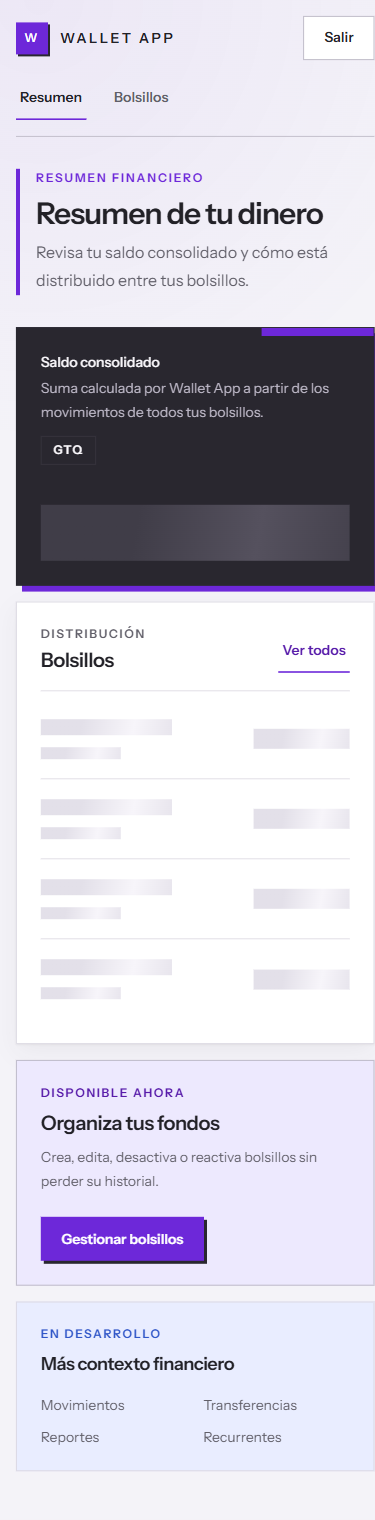 W WALLET APP Salir
Resumen Bolsillos
RESUMEN FINANCIERO
Resumen de tu dinero
Revisa tu saldo consolidado y cómo está
distribuido entre tus bolsillos.
Saldo consolidado
Suma calculada por Wallet App a partir de los
movimientos de todos tus bolsillos.
GTQ
DISTRIBUCIÓN
Bolsillos
Ver todos
DISPONIBLE AHORA
Organiza tus fondos
Crea, edita, desactiva o reactiva bolsillos sin
perder su historial.
Gestionar bolsillos
EN DESARROLLO
Más contexto financiero
Movimientos Transferencias
Reportes Recurrentes